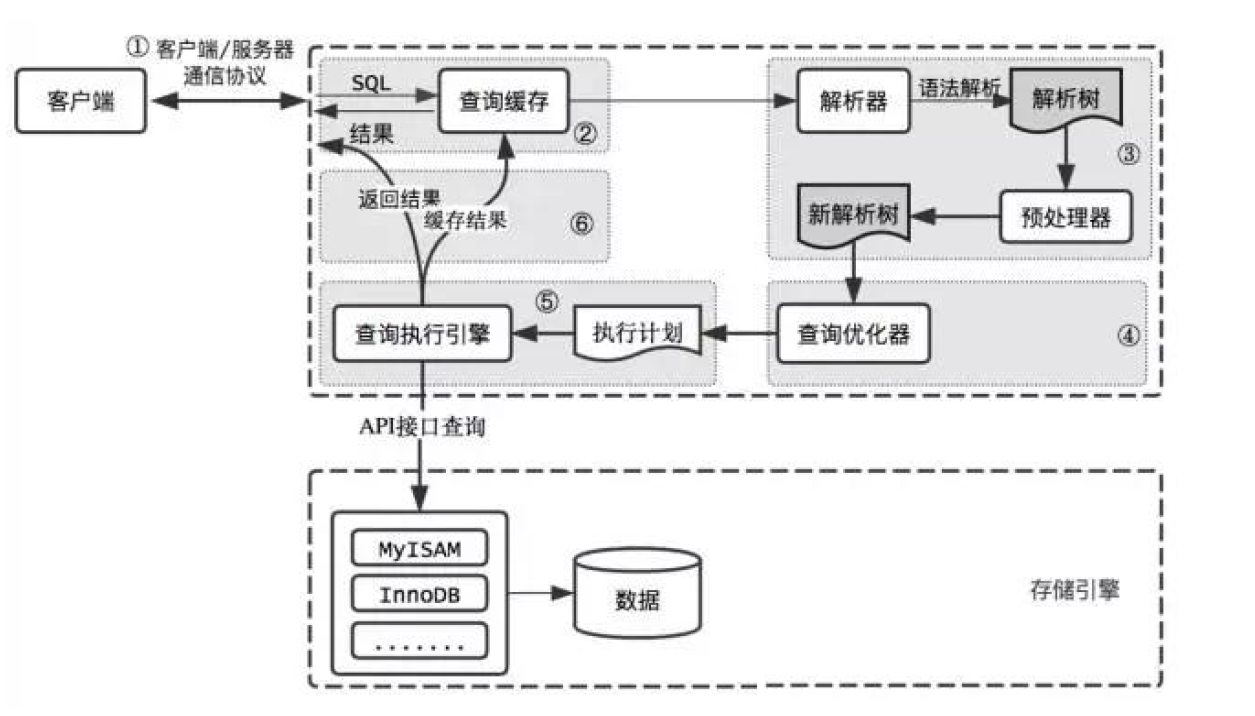 ① 客户端/服务器
通信协议
客户端
SQL
查询缓存
结果
②
解析器
语法解析
解析树
③
返回结果
缓存结果
⑥
新解析树
预处理器
查询执行引擎
⑤
执行计划
查询优化器
④
API接口查询
MyISAM
InnoDB
.......
数据
存储引擎